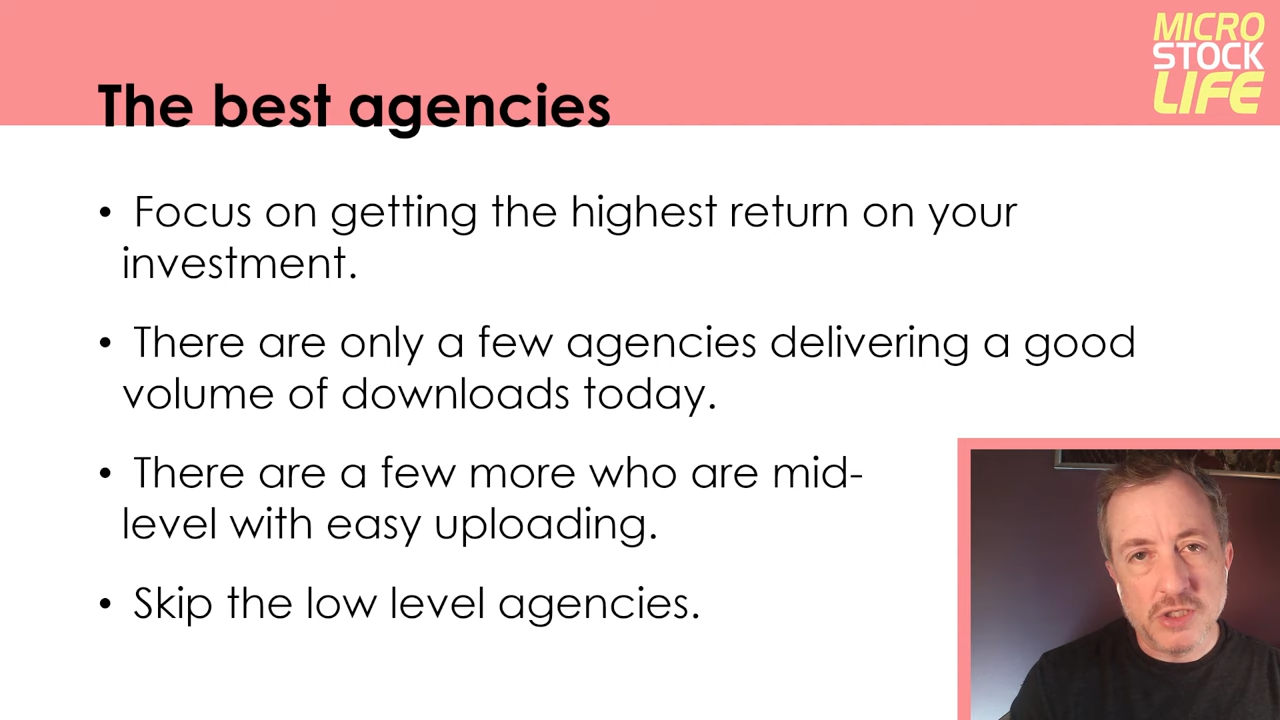 MICRO
STOCK
LIFE
The best agencies
• Focus on getting the highest return on your
investment.
• There are only a few agencies delivering a good
volume of downloads today.
• There are a few more who are mid-
level with easy uploading.
• Skip the low level agencies.